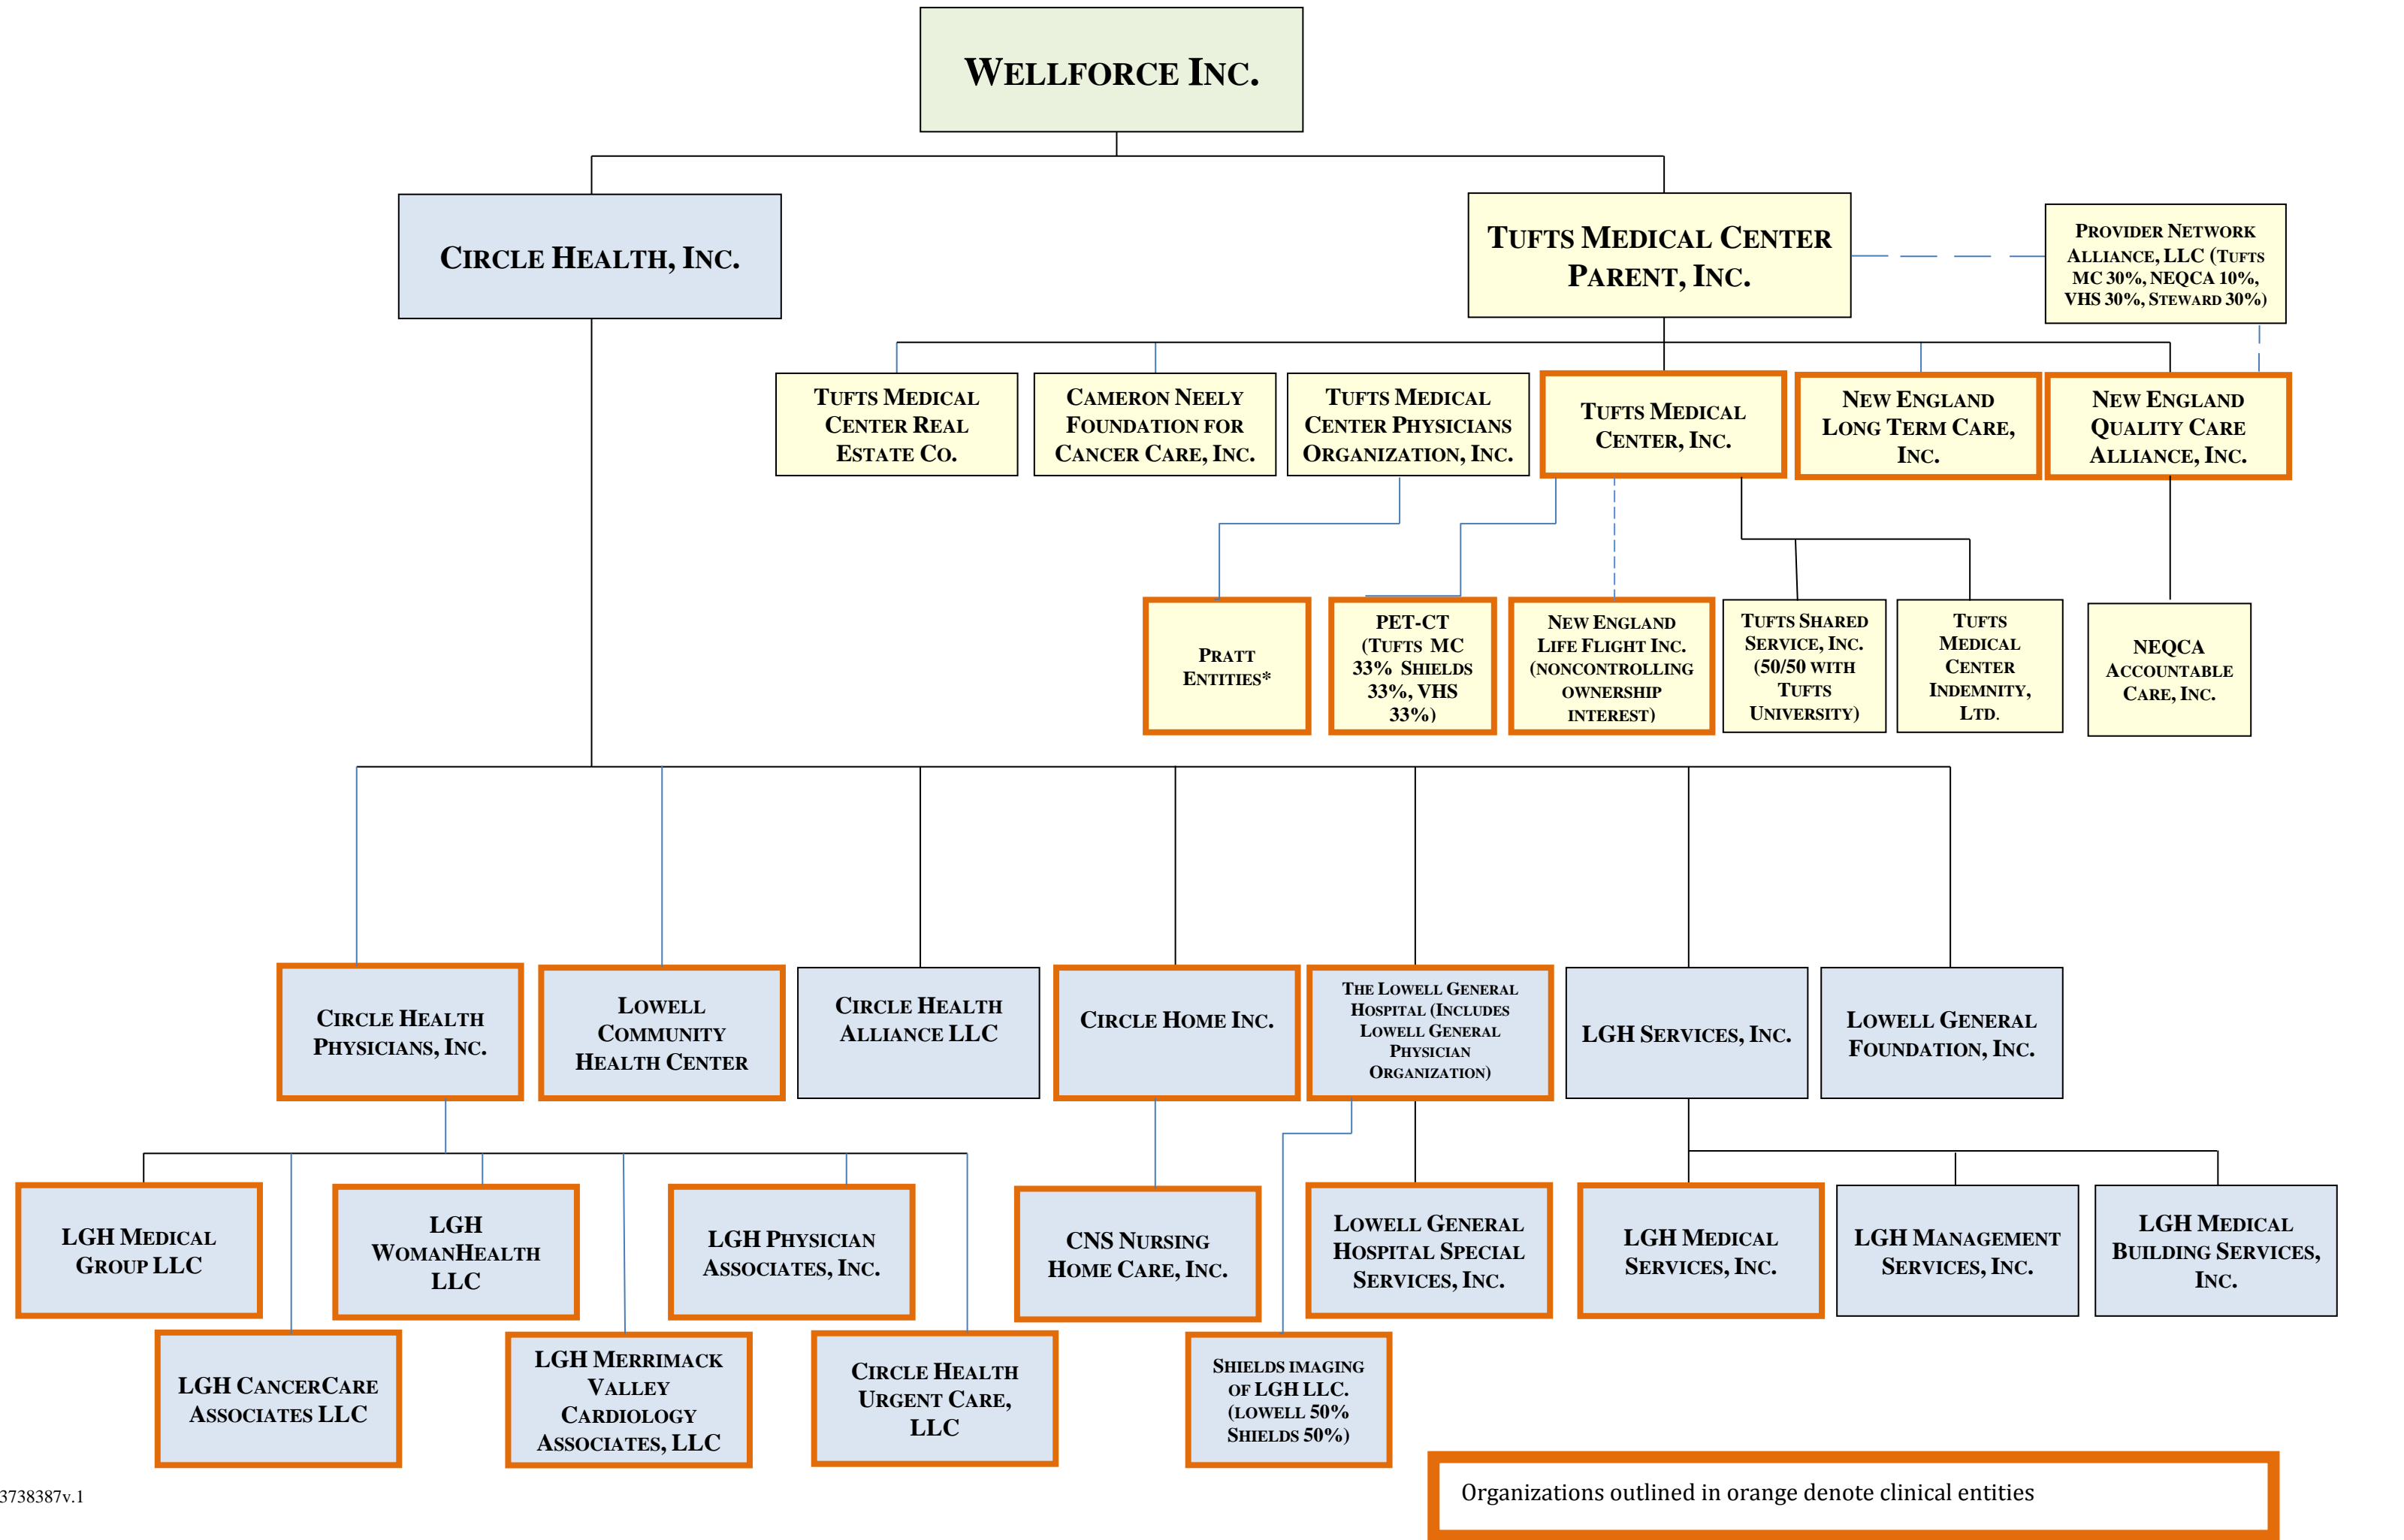 Wellforce Inc.
Circle Health, Inc.
Tufts Medical Center
Parent, Inc.
Provider Network
Alliance, LLC (Tufts
MC 30%, NEQCA 10%,
VHS 30%, Steward 30%)
Tufts Medical
Center Real
Estate Co.
Cameron Neely
Foundation for
Cancer Care, Inc.
Tufts Medical
Center Physicians
Organization, Inc.
Tufts Medical
Center, Inc.
New England
Long Term Care,
Inc.
New England
Quality Care
Alliance, Inc.
Pratt
Entities*
PET-CT
(Tufts MC
33% Shields
33%, VHS
33%)
New England
Life Flight Inc.
(noncontrolling
ownership
interest)
Tufts Shared
Service, Inc.
(50/50 with
Tufts
University)
Tufts
Medical
Center
Indemnity,
Ltd.
NEQCA
Accountable
Care, Inc.
Circle Health
Physicians, Inc.
Lowell
Community
Health Center
Circle Health
Alliance LLC
Circle Home Inc.
The Lowell General
Hospital (Includes
Lowell General
Physician
Organization)
LGH Services, Inc.
Lowell General
Foundation, Inc.
LGH Medical
Group LLC
LGH
WomanHealth
LLC
LGH Physician
Associates, Inc.
CNS Nursing
Home Care, Inc.
Lowell General
Hospital Special
Services, Inc.
LGH Medical
Services, Inc.
LGH Management
Services, Inc.
LGH Medical
Building Services,
Inc.
LGH CancerCare
Associates LLC
LGH Merrimack
Valley
Cardiology
Associates, LLC
Circle Health
Urgent Care,
LLC
Shields imaging
of LGH LLC.
(lowell 50%
Shields 50%)
Organizations outlined in orange denote clinical entities
3738387v.1